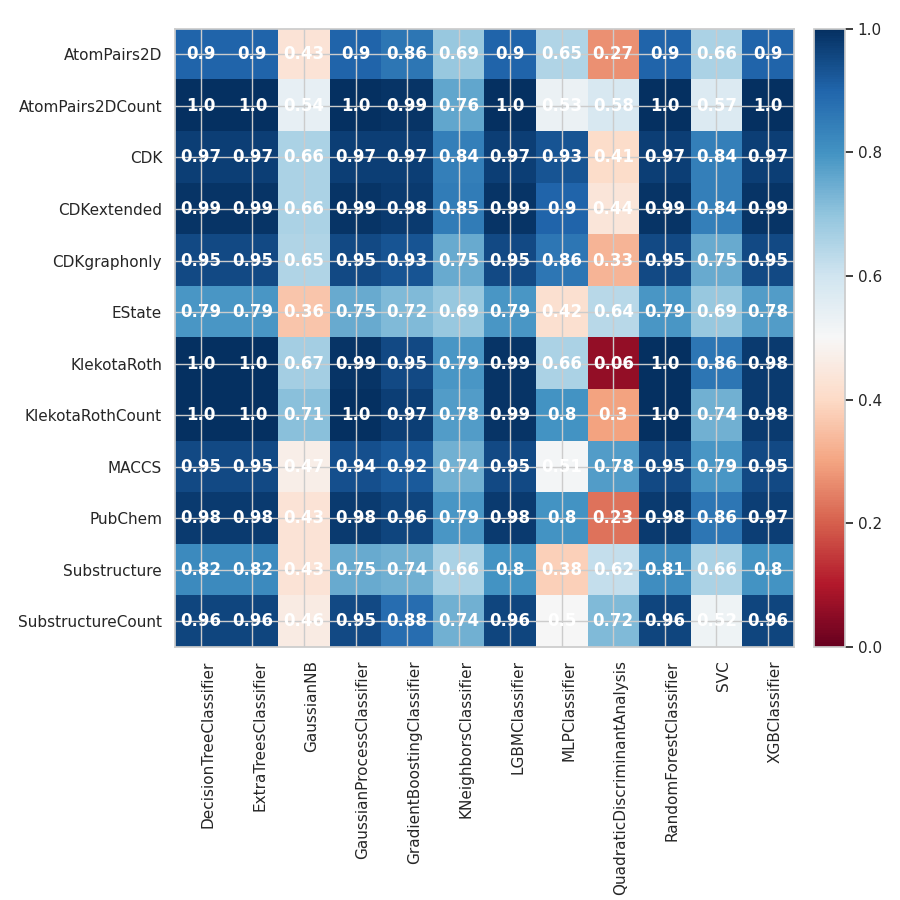 AtomPairs2D 0.9 0.9 0.43 0.9 0.86 0.69 0.9 0.65 0.27 0.9 0.66 0.9
AtomPairs2DCount 1.0 1.0 0.54 1.0 0.99 0.76 1.0 0.53 0.58 1.0 0.57 1.0
CDK 0.97 0.97 0.66 0.97 0.97 0.84 0.97 0.93 0.41 0.97 0.84 0.97
CDKextended 0.99 0.99 0.66 0.99 0.98 0.85 0.99 0.9 0.44 0.99 0.84 0.99
CDKgraphonly 0.95 0.95 0.65 0.95 0.93 0.75 0.95 0.86 0.33 0.95 0.75 0.95
EState 0.79 0.79 0.36 0.75 0.72 0.69 0.79 0.42 0.64 0.79 0.69 0.78
KlekotaRoth 1.0 1.0 0.67 0.99 0.95 0.79 0.99 0.66 0.06 1.0 0.86 0.98
KlekotaRothCount 1.0 1.0 0.71 1.0 0.97 0.78 0.99 0.8 0.3 1.0 0.74 0.98
MACCS 0.95 0.95 0.47 0.94 0.92 0.74 0.95 0.51 0.78 0.95 0.79 0.95
PubChem 0.98 0.98 0.43 0.98 0.96 0.79 0.98 0.8 0.23 0.98 0.86 0.97
Substructure 0.82 0.82 0.43 0.75 0.74 0.66 0.8 0.38 0.62 0.81 0.66 0.8
SubstructureCount 0.96 0.96 0.46 0.95 0.88 0.74 0.96 0.5 0.72 0.96 0.52 0.96
DecisionTreeClassifier
ExtraTreesClassifier
GaussianNB
GaussianProcessClassifier
GradientBoostingClassifier
KNeighborsClassifier
LGBMClassifier
MLPClassifier
QuadraticDiscriminantAnalysis
RandomForestClassifier
SVC
XGBClassifier
1.0
0.8
0.6
0.4
0.2
0.0